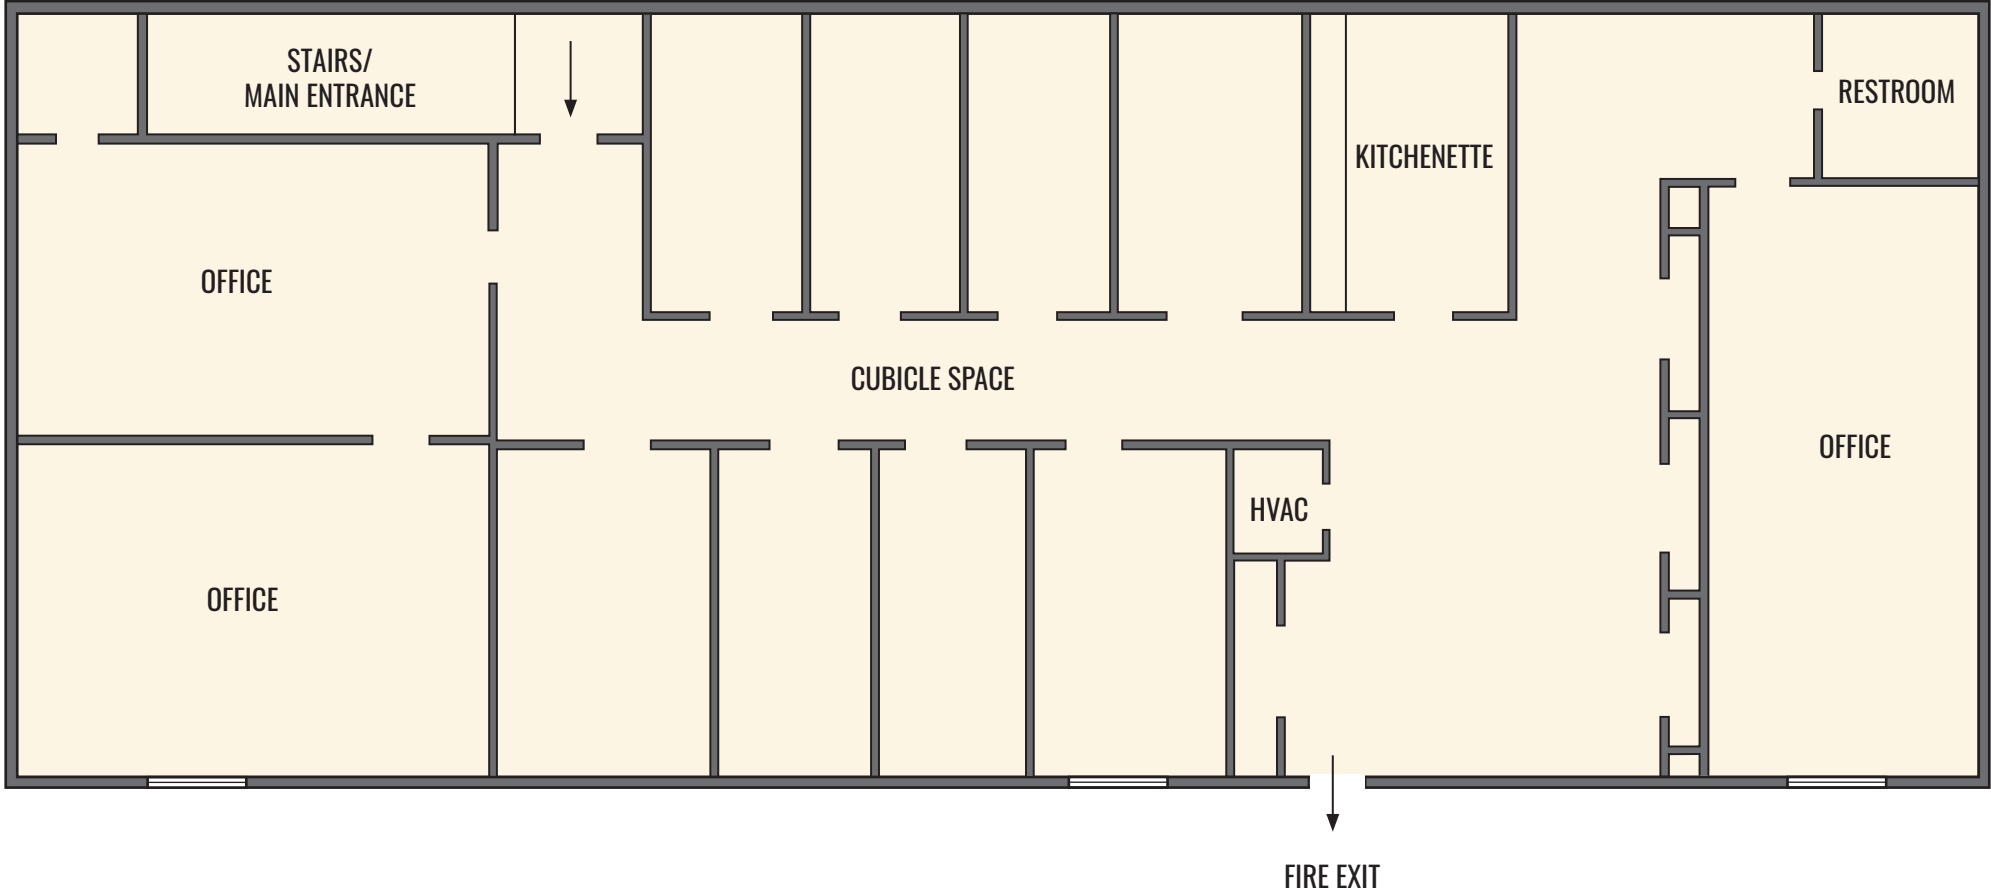 STAIRS/
MAIN ENTRANCE
RESTROOM
KITCHENETTE
OFFICE
CUBICLE SPACE
OFFICE
HVAC
OFFICE
FIRE EXIT